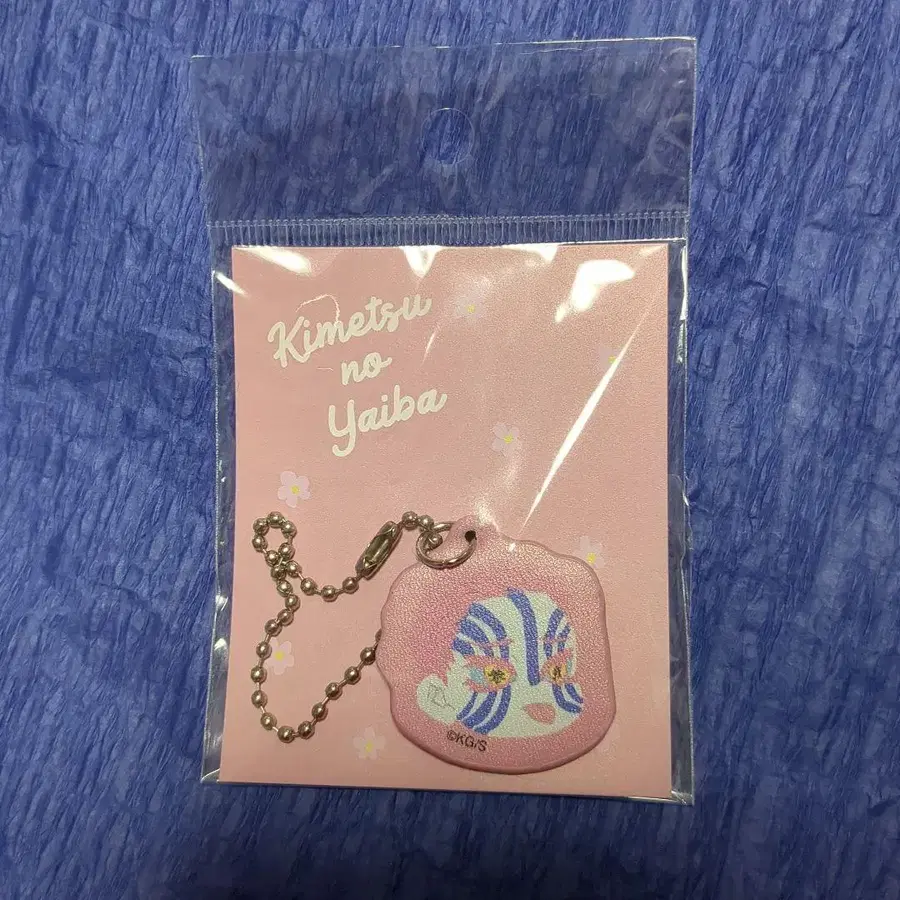 Kimetsu
no
Yaiba
©KG/S